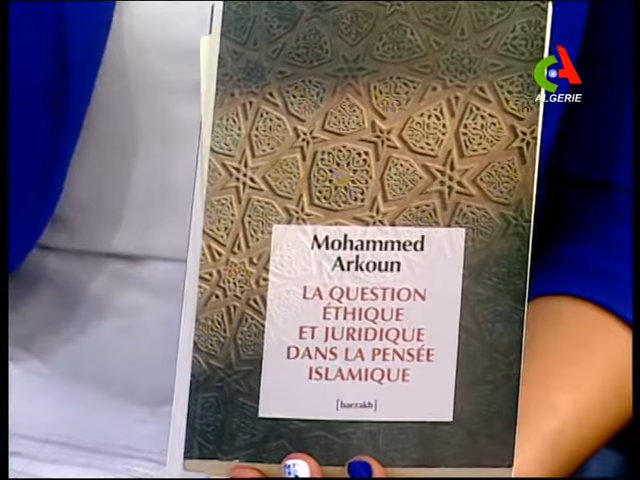 ALGERIE
Mohammed
Arkoun
LA QUESTION
ÉTHIQUE
ET JURIDIQUE
DANS LA PENSÉE
ISLAMIQUE
[barzakh]